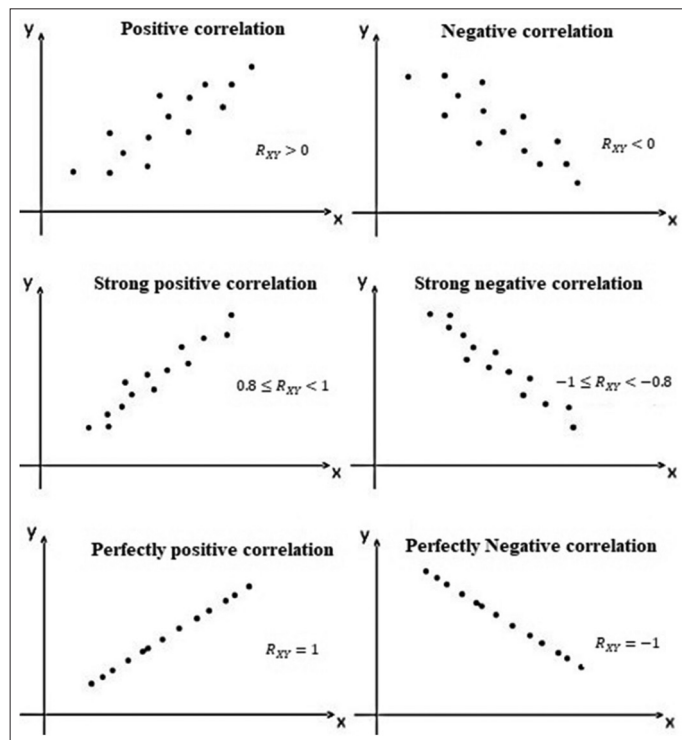 Positive correlation
y
R_XY > 0
x
Negative correlation
y
R_XY < 0
x
Strong positive correlation
y
0.8 ≤ R_XY < 1
x
Strong negative correlation
y
−1 ≤ R_XY < −0.8
x
Perfectly positive correlation
y
R_XY = 1
x
Perfectly Negative correlation
y
R_XY = −1
x